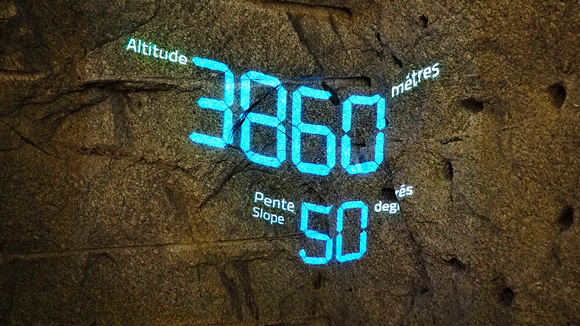 Altitude 3860 mètres
Pente
Slope 50 degrés